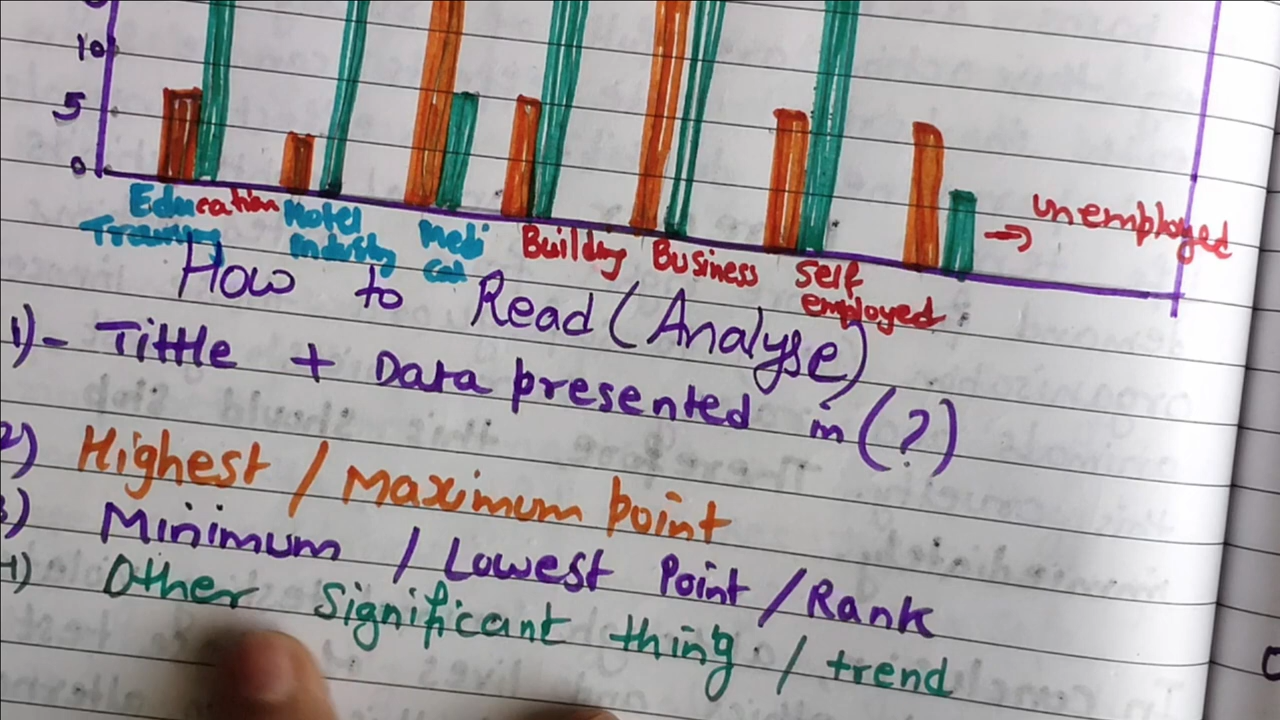 10
5
0
Education
Training
Hotel
industry
Medi
cal
Building
Business
Self
employed
→ unemployed
How to Read (Analyse)
1)- Tittle + Data presented in (?)
2) Highest / Maximum point
3) Minimum / Lowest Point / Rank
4) Other significant thing / trend